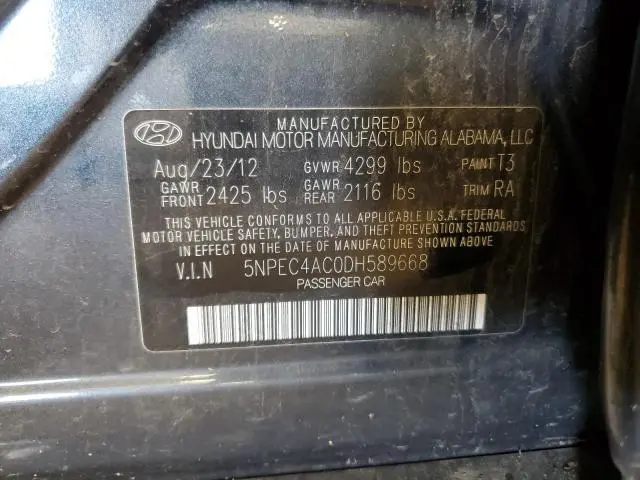 MANUFACTURED BY
HYUNDAI MOTOR MANUFACTURING ALABAMA, LLC
Aug/23/12 GVWR 4299 lbs PAINT T3
GAWR FRONT 2425 lbs GAWR REAR 2116 lbs TRIM RA
THIS VEHICLE CONFORMS TO ALL APPLICABLE U.S.A. FEDERAL
MOTOR VEHICLE SAFETY, BUMPER, AND THEFT PREVENTION STANDARDS
IN EFFECT ON THE DATE OF MANUFACTURE SHOWN ABOVE
V.I.N 5NPEC4AC0DH589668
PASSENGER CAR